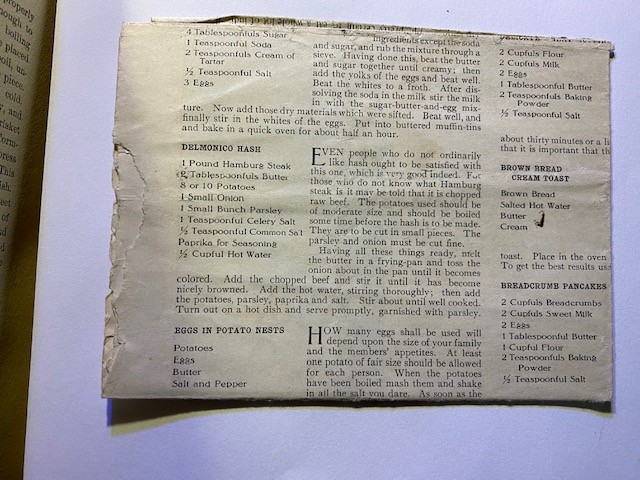 4 Tablespoonfuls Sugar
1 Teaspoonful Soda
2 Teaspoonfuls Cream of
Tartar
½ Teaspoonful Salt
3 Eggs
ingredients except the soda
and sugar, and rub the mixture through a
sieve. Having done this, beat the butter
and sugar together until creamy; then
add the yolks of the eggs and beat well.
Beat the whites to a froth. After dis-
solving the soda in the milk stir the milk
in with the sugar-butter-and-egg mix-
ture. Now add those dry materials which were sifted. Beat well, and
finally stir in the whites of the eggs. Put into buttered muffin-tins
and bake in a quick oven for about half an hour.
DELMONICO HASH
1 Pound Hamburg Steak
2 Tablespoonfuls Butter
8 or 10 Potatoes
1 Small Onion
1 Small Bunch Parsley
1 Teaspoonful Celery Salt
½ Teaspoonful Common Salt
Paprika for Seasoning
½ Cupful Hot Water
EVEN people who do not ordinarily
like hash ought to be satisfied with
this one, which is very good indeed. For
those who do not know what Hamburg
steak is it may be told that it is chopped
raw beef. The potatoes used should be
of moderate size and should be boiled
some time before the hash is to be made.
They are to be cut in small pieces. The
parsley and onion must be cut fine.
Having all these things ready, melt
the butter in a frying-pan and toss the
onion about in the pan until it becomes
colored. Add the chopped beef and stir it until it has become
nicely browned. Add the hot water, stirring thoroughly; then add
the potatoes, parsley, paprika and salt. Stir about until well cooked.
Turn out on a hot dish and serve promptly, garnished with parsley.
EGGS IN POTATO NESTS
Potatoes
Eggs
Butter
Salt and Pepper
HOW many eggs shall be used will
depend upon the size of your family
and the members' appetites. At least
one potato of fair size should be allowed
for each person. When the potatoes
have been boiled mash them and shake
in all the salt you dare. As soon as the
2 Cupfuls Flour
2 Cupfuls Milk
2 Eggs
1 Tablespoonful Butter
2 Teaspoonfuls Baking
Powder
½ Teaspoonful Salt
about thirty minutes or a li
that it is important that th
BROWN BREAD
CREAM TOAST
Brown Bread
Salted Hot Water
Butter
Cream
toast. Place in the oven
To get the best results us
BREADCRUMB PANCAKES
2 Cupfuls Breadcrumbs
2 Cupfuls Sweet Milk
2 Eggs
1 Tablespoonful Butter
1 Cupful Flour
2 Teaspoonfuls Baking
Powder
½ Teaspoonful Salt